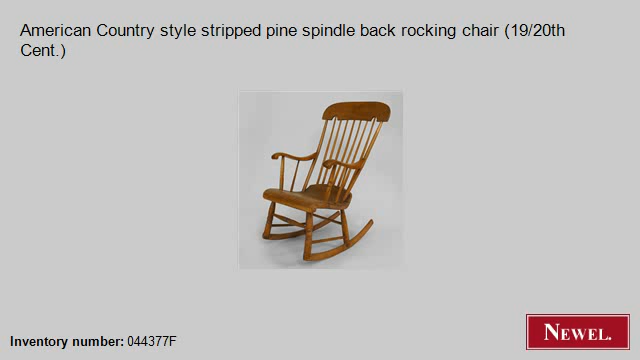 American Country style stripped pine spindle back rocking chair (19/20th
Cent.)
Inventory number: 044377F
NEWEL.